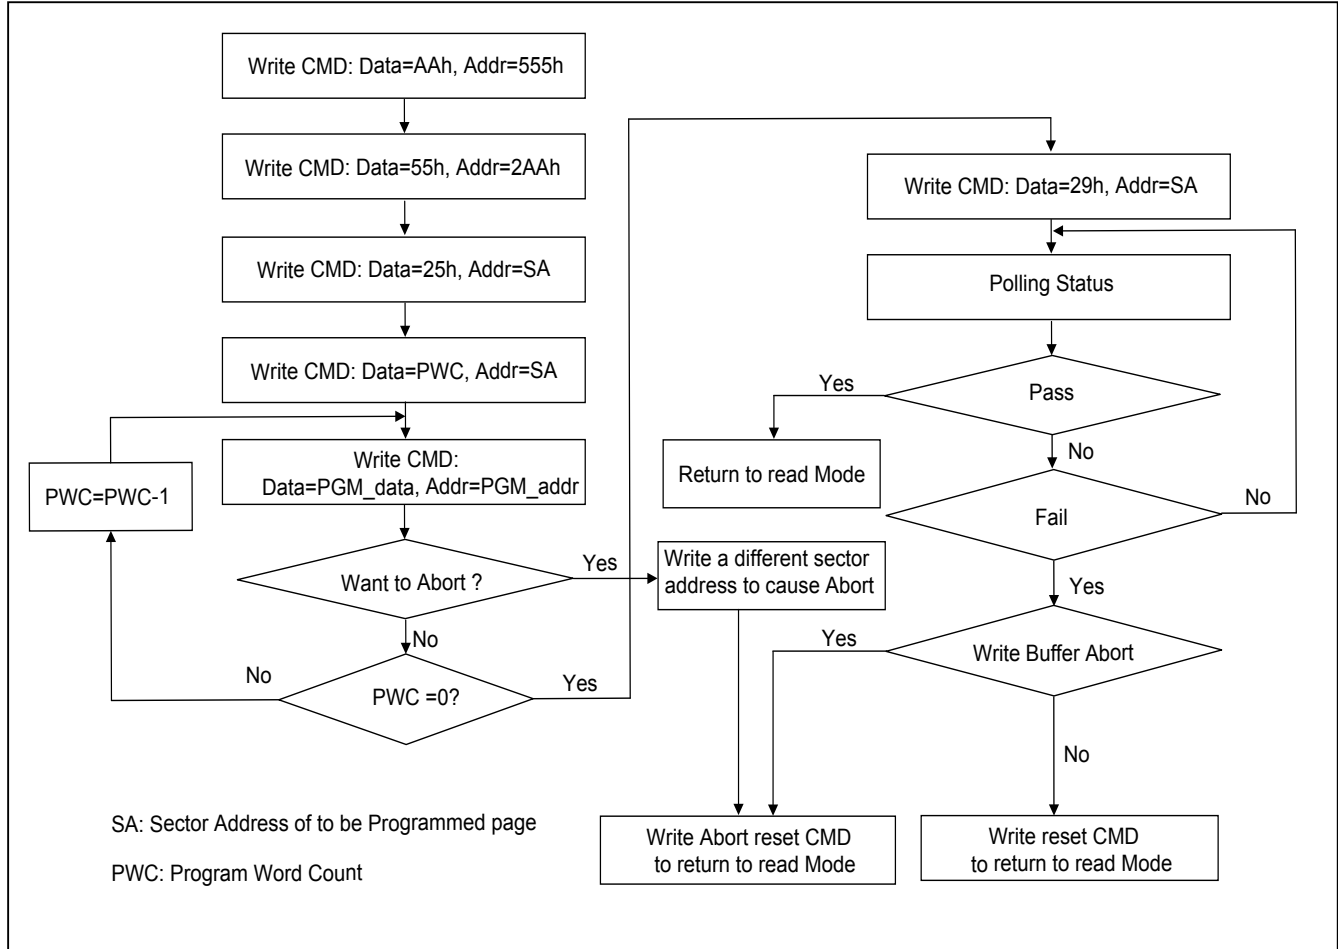 Write CMD: Data=AAh, Addr=555h
Write CMD: Data=55h, Addr=2AAh
Write CMD: Data=25h, Addr=SA
Write CMD: Data=PWC, Addr=SA
Write CMD:
Data=PGM_data, Addr=PGM_addr
PWC=PWC-1
Want to Abort ?
Yes
No
PWC =0?
No
Yes
Write a different sector
address to cause Abort
Write CMD: Data=29h, Addr=SA
Polling Status
Pass
Yes
No
Return to read Mode
Fail
No
Yes
Write Buffer Abort
Yes
No
Write Abort reset CMD
to return to read Mode
Write reset CMD
to return to read Mode
SA: Sector Address of to be Programmed page
PWC: Program Word Count